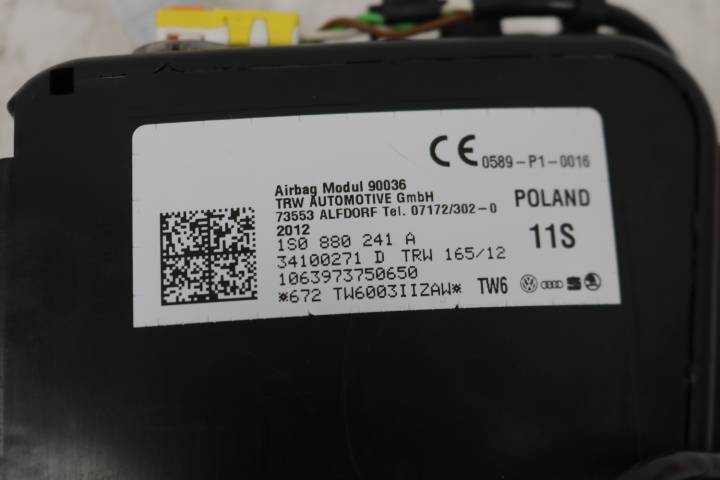 CE 0589-P1-0016
Airbag Modul 90036
TRW AUTOMOTIVE GmbH
73553 ALFDORF Tel. 07172/302-0
2012
POLAND
1S0 880 241 A
11S
34100271 D TRW 165/12
1063973750650
*672 TW6003IIZAW* TW6